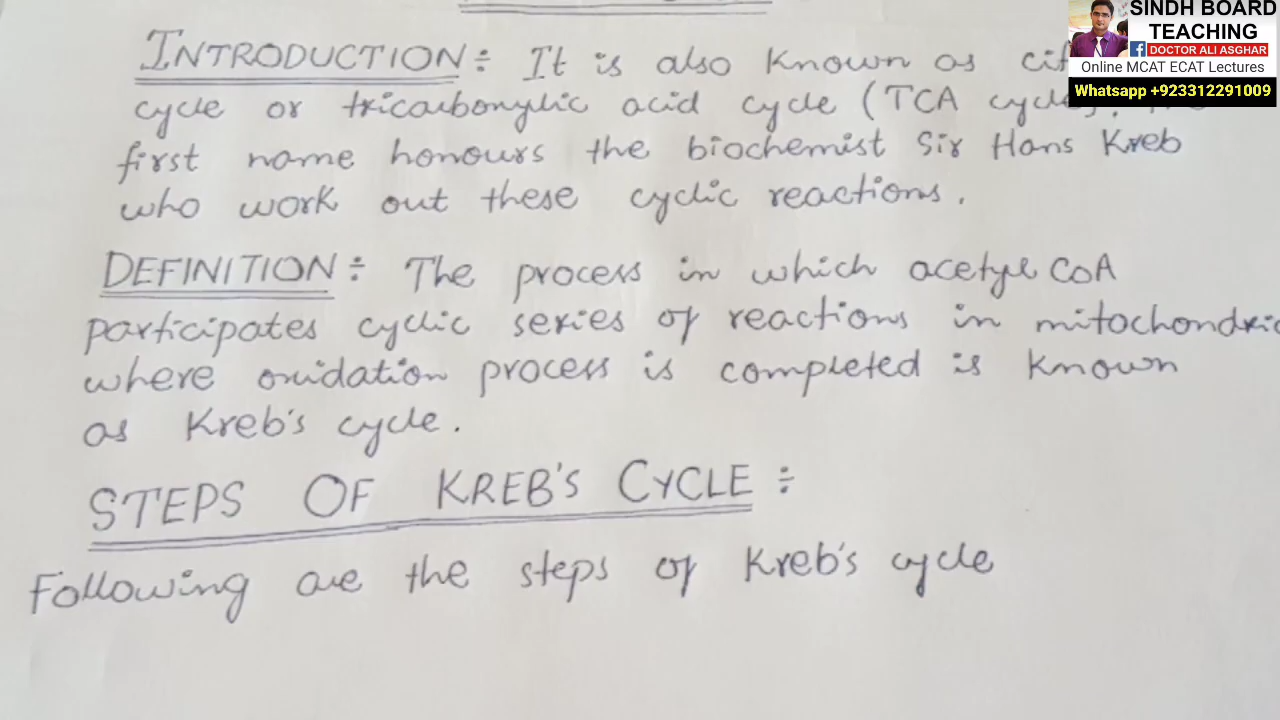 SINDH BOARD
TEACHING
f DOCTOR ALI ASGHAR
Online MCAT ECAT Lectures
Whatsapp +923312291009
INTRODUCTION: It is also known as
cycle or tricarboxylic acid cycle (TCA cycle).
first name honours the biochemist Sir Hans Kreb
who work out these cyclic reactions.
DEFINITION: The process in which acetyl CoA
participates cyclic series of reactions in mitochondria
where oxidation process is completed is known
as Kreb's cycle.
STEPS OF KREB'S CYCLE:
Following are the steps of Kreb's cycle